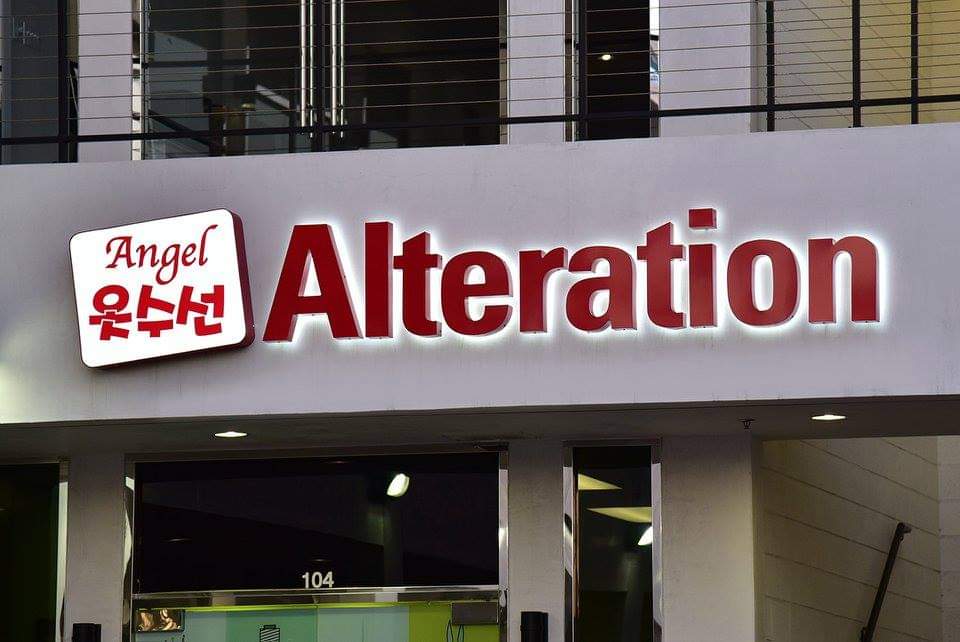 Angel
옷수선
Alteration
104